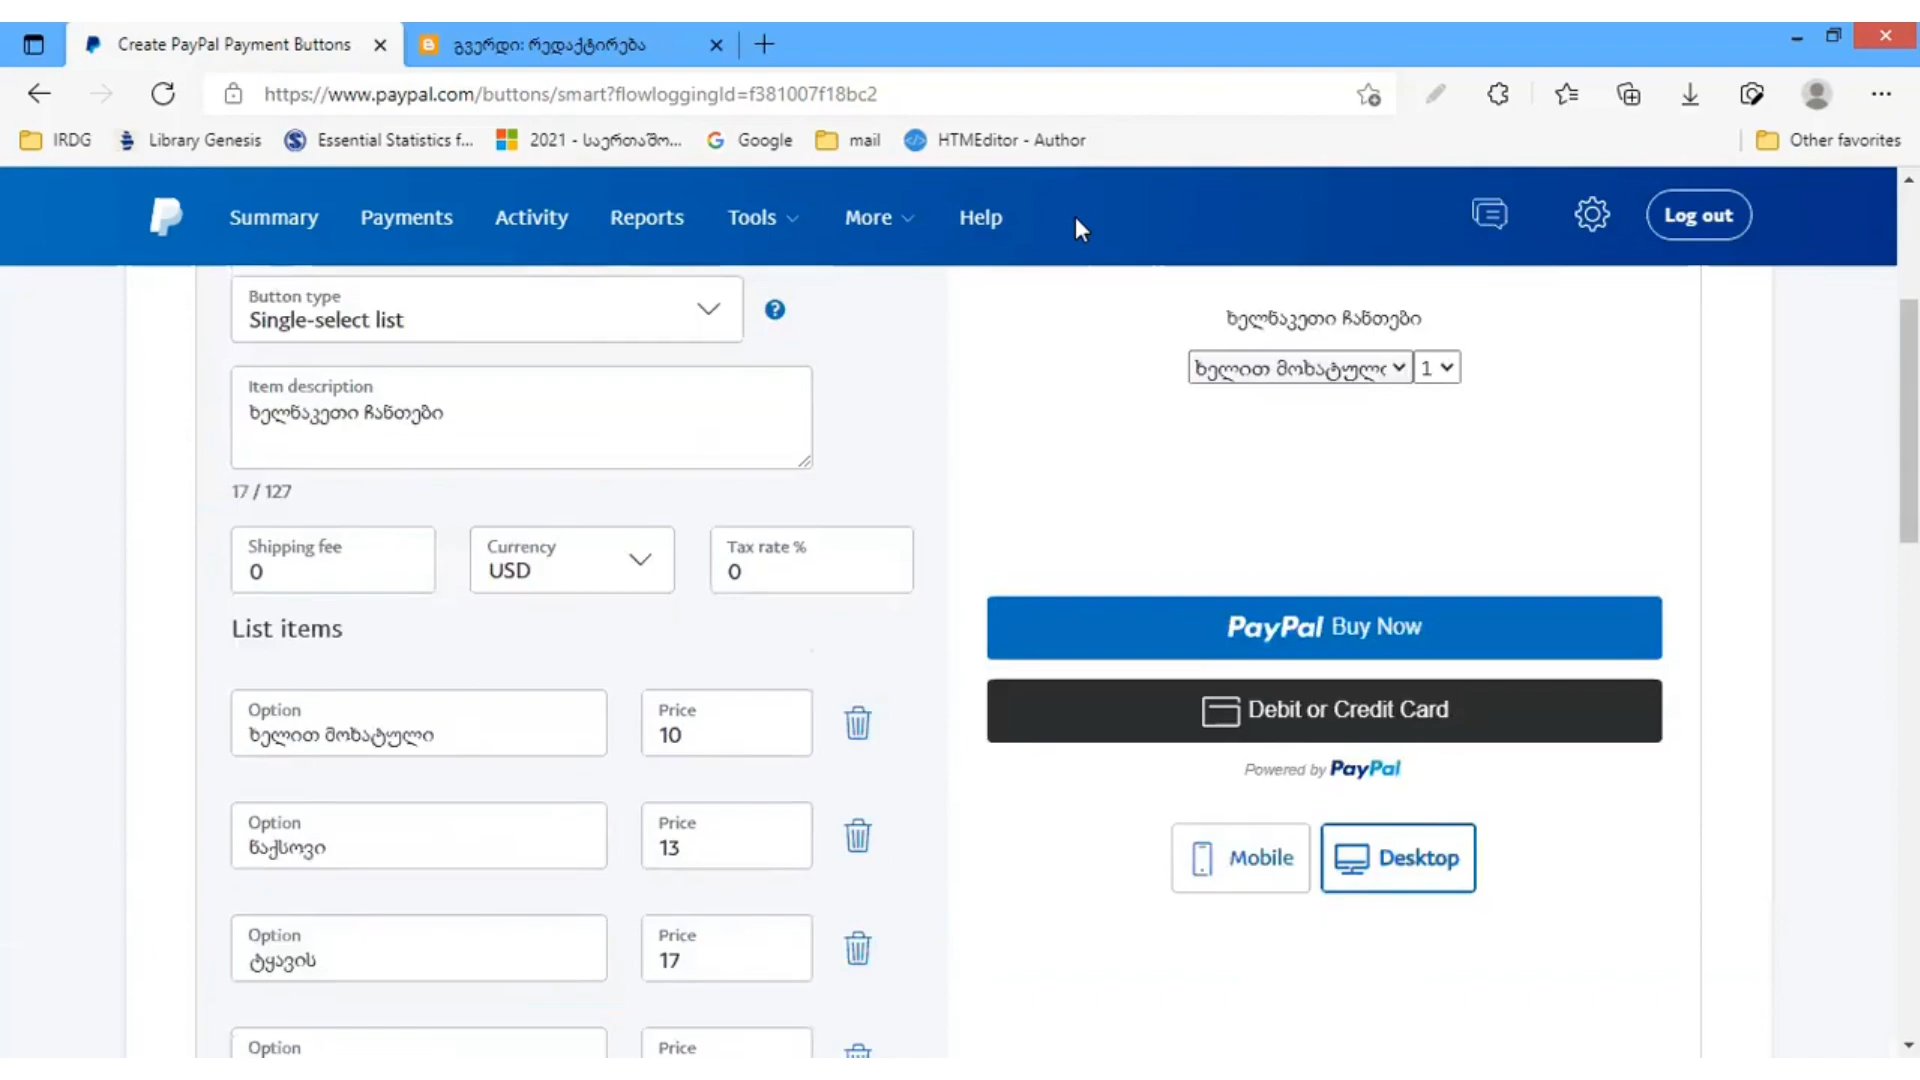 Create PayPal Payment Buttons
გვერდი: რედაქტირება
https://www.paypal.com/buttons/smart?flowloggingId=f381007f18bc2
IRDG Library Genesis Essential Statistics f... 2021 - საერთაშო... Google mail HTMEditor - Author Other favorites
Summary Payments Activity Reports Tools More Help Log out
Button type
Single-select list
Item description
ხელნაკეთი ჩანთები
17 / 127
Shipping fee
0
Currency
USD
Tax rate %
0
List items
Option
ხელით მოხატული
Price
10
Option
ნაქსოვი
Price
13
Option
ტყავის
Price
17
Option
Price
ხელნაკეთი ჩანთები
ხელით მოხატული 1
PayPal Buy Now
Debit or Credit Card
Powered by PayPal
Mobile Desktop